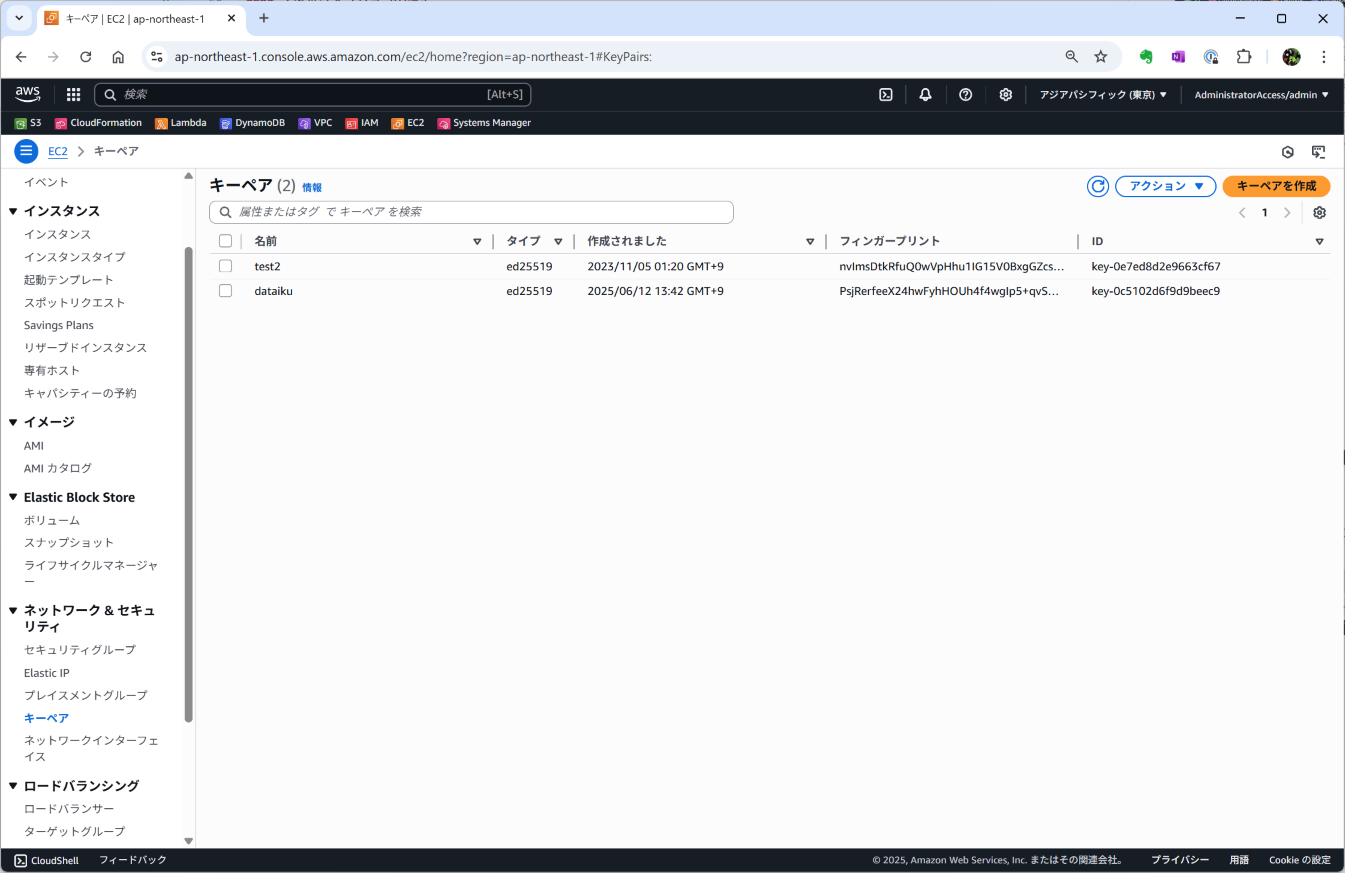 キーペア | EC2 | ap-northeast-1
ap-northeast-1.console.aws.amazon.com/ec2/home?region=ap-northeast-1#KeyPairs:
aws
検索 [Alt+S]
アジアパシフィック (東京) ▼
AdministratorAccess/admin ▼
S3 CloudFormation Lambda DynamoDB VPC IAM EC2 Systems Manager
EC2 > キーペア
イベント
インスタンス
インスタンス
インスタンスタイプ
起動テンプレート
スポットリクエスト
Savings Plans
リザーブドインスタンス
専有ホスト
キャパシティーの予約
イメージ
AMI
AMI カタログ
Elastic Block Store
ボリューム
スナップショット
ライフサイクルマネージャ
ー
ネットワーク & セキュ
リティ
セキュリティグループ
Elastic IP
プレイスメントグループ
キーペア
ネットワークインターフェ
イス
ロードバランシング
ロードバランサー
ターゲットグループ
キーペア (2) 情報
アクション ▼
キーペアを作成
属性またはタグ で キーペア を検索
1
名前 タイプ 作成されました フィンガープリント ID
test2 ed25519 2023/11/05 01:20 GMT+9 nvImsDtkRfuQ0wVpHhu1IG15V0BxgGZcs... key-0e7ed8d2e9663cf67
dataiku ed25519 2025/06/12 13:42 GMT+9 PsjRerfeeX24hwFyhHOUh4f4wgIp5+qvS... key-0c5102d6f9d9beec9
CloudShell フィードバック
© 2025, Amazon Web Services, Inc. またはその関連会社。 プライバシー 用語 Cookie の設定